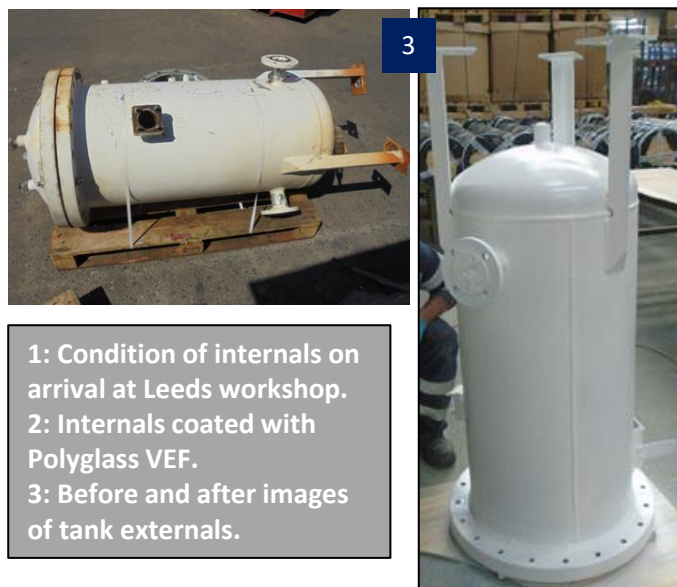 3
1: Condition of internals on
arrival at Leeds workshop.
2: Internals coated with
Polyglass VEF.
3: Before and after images
of tank externals.